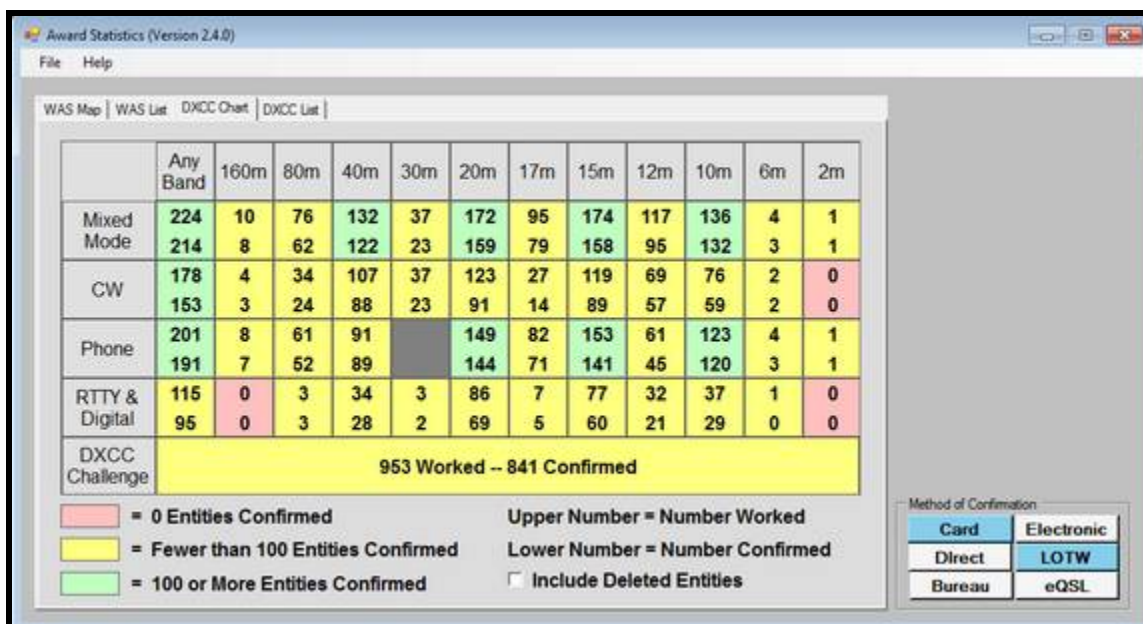 Award Statistics (Version 2.4.0)
File Help
WAS Map WAS List DXCC Chart DXCC List
Any Band 160m 80m 40m 30m 20m 17m 15m 12m 10m 6m 2m
Mixed Mode
224 10 76 132 37 172 95 174 117 136 4 1
214 8 62 122 23 159 79 158 95 132 3 1
CW
178 4 34 107 37 123 27 119 69 76 2 0
153 3 24 88 23 91 14 89 57 59 2 0
Phone
201 8 61 91 149 82 153 61 123 4 1
191 7 52 89 144 71 141 45 120 3 1
RTTY & Digital
115 0 3 34 3 86 7 77 32 37 1 0
95 0 3 28 2 69 5 60 21 29 0 0
DXCC Challenge
953 Worked -- 841 Confirmed
= 0 Entities Confirmed
= Fewer than 100 Entities Confirmed
= 100 or More Entities Confirmed
Upper Number = Number Worked
Lower Number = Number Confirmed
Include Deleted Entities
Method of Confirmation
Card Electronic
Direct LOTW
Bureau eQSL